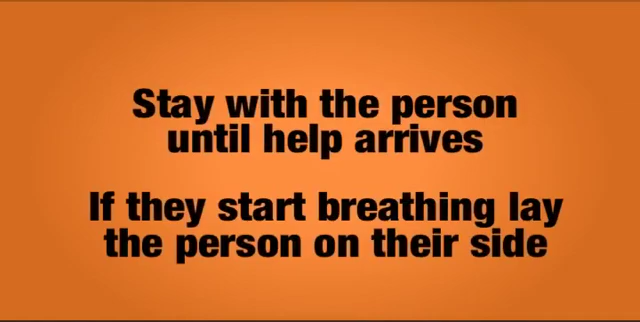 Stay with the person
until help arrives
If they start breathing lay
the person on their side